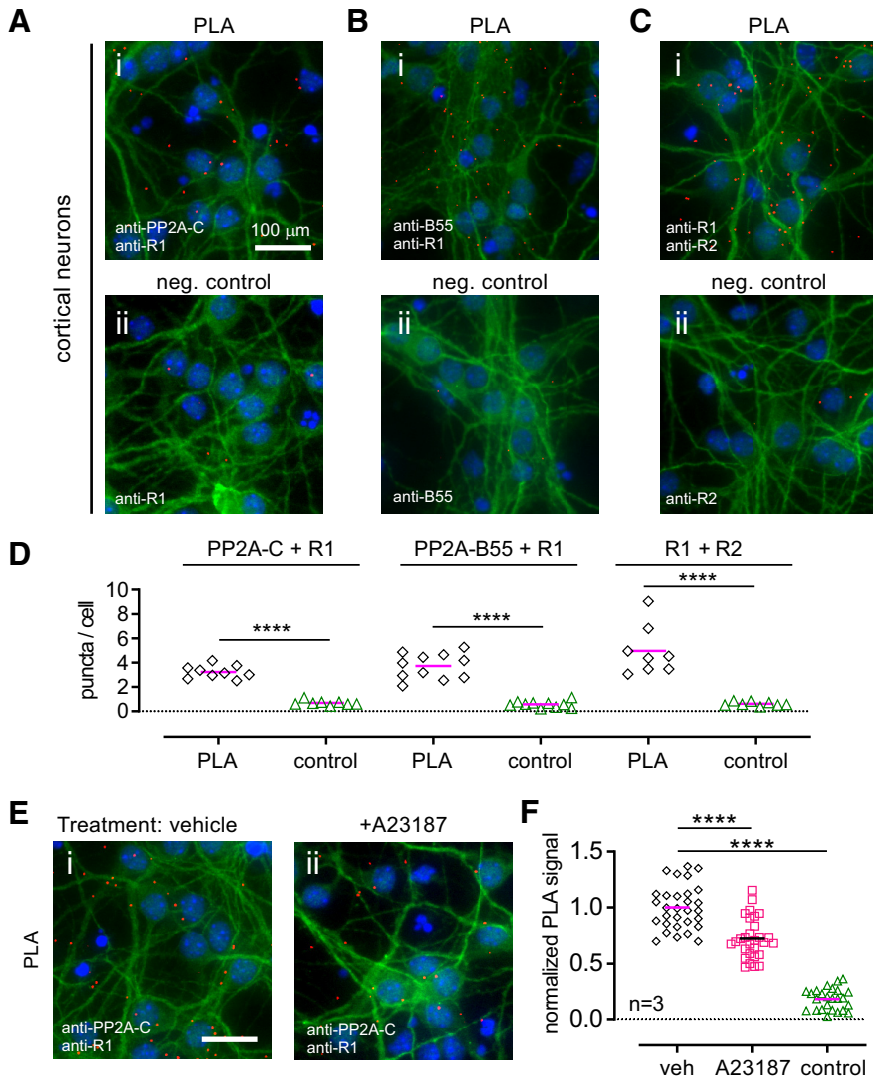 A
B
C
PLA
PLA
PLA
cortical neurons
i
i
i
anti-PP2A-C
anti-R1
100 μm
anti-B55
anti-R1
anti-R1
anti-R2
neg. control
neg. control
neg. control
ii
ii
ii
anti-R1
anti-B55
anti-R2
D
PP2A-C + R1
PP2A-B55 + R1
R1 + R2
puncta / cell
10
8
6
4
2
0
****
****
****
PLA
control
PLA
control
PLA
control
E
Treatment: vehicle
+A23187
PLA
i
ii
anti-PP2A-C
anti-R1
anti-PP2A-C
anti-R1
F
normalized PLA signal
1.5
1.0
0.5
0.0
****
****
n=3
veh
A23187
control